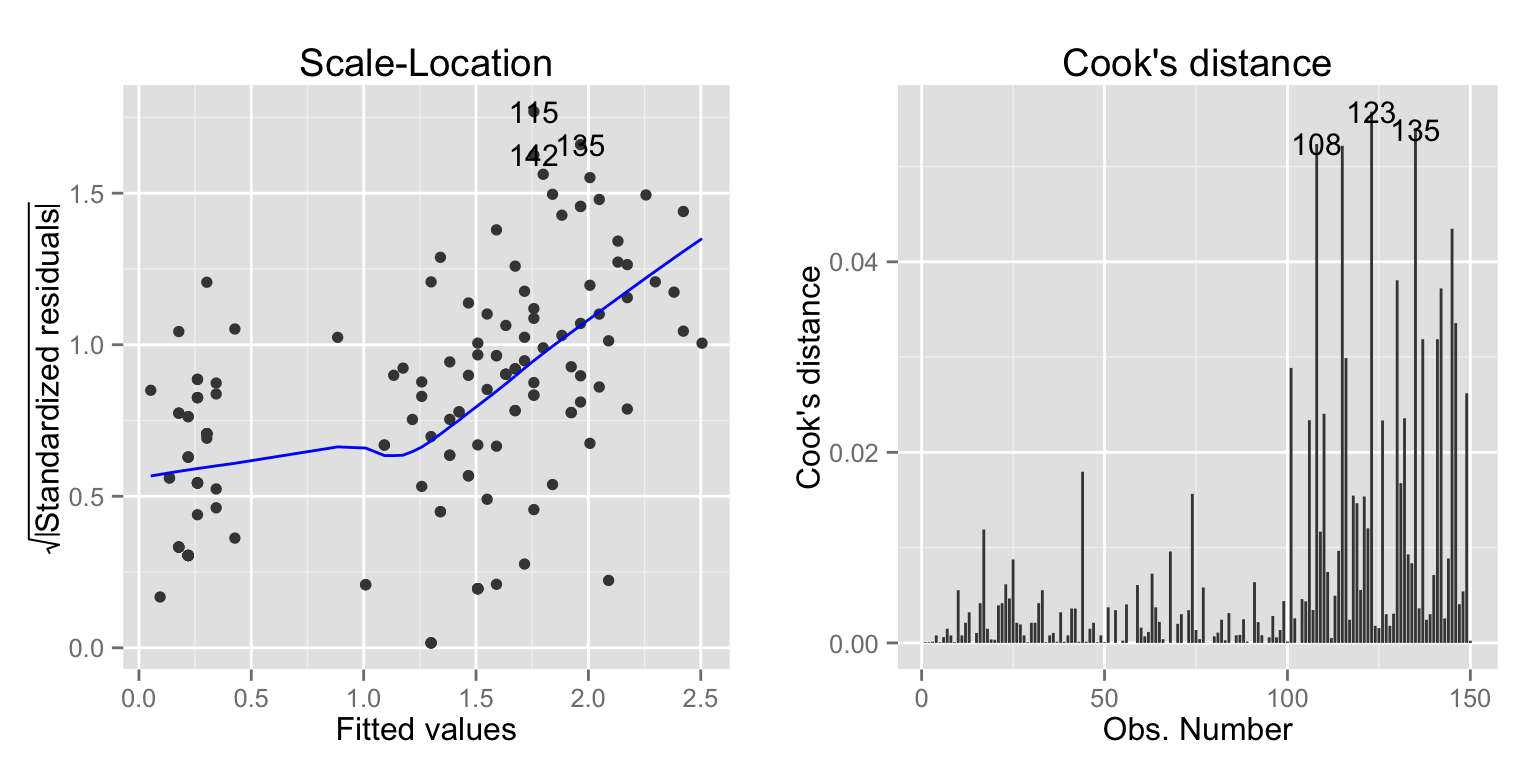 Scale-Location
115
135
142
√|Standardized residuals|
1.5
1.0
0.5
0.0
0.0 0.5 1.0 1.5 2.0 2.5
Fitted values
Cook's distance
123
135
108
Cook's distance
0.04
0.02
0.00
0 50 100 150
Obs. Number